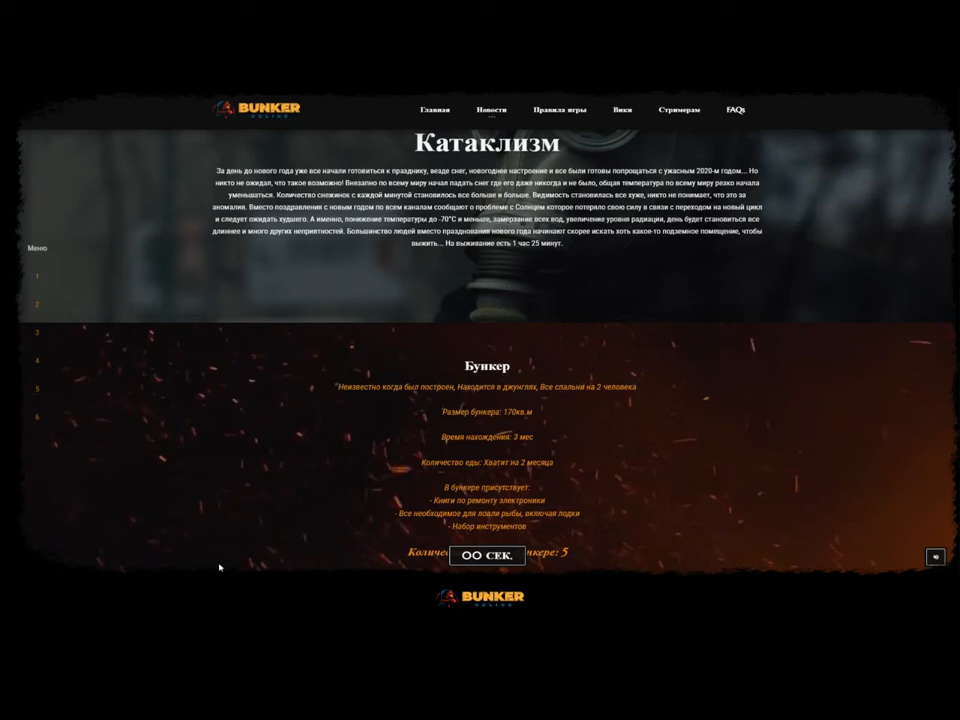 BUNKER
ONLINE
Главная Новости Правила игры Вики Стримерам FAQs
Катаклизм
За день до нового года уже все начали готовиться к празднику, везде снег, новогоднее настроение и все были готовы попрощаться с ужасным 2020-м годом... Но
никто не ожидал, что такое возможно! Внезапно по всему миру начал падать снег где его даже никогда и не было, общая температура по всему миру резко начала
уменьшаться. Количество снежинок с каждой минутой становилось все больше и больше. Видимость становилась все хуже, никто не понимает, что это за
аномалия. Вместо поздравления с новым годом по всем каналам сообщают о проблеме с Солнцем которое потеряло свою силу в связи с переходом на новый цикл
и следует ожидать худшего. А именно, понижение температуры до -70°C и меньше, замерзание всех вод, увеличение уровня радиации, день будет становиться все
длиннее и много других неприятностей. Большинство людей вместо празднования нового года начинают скорее искать хоть какое-то подземное помещение, чтобы
выжить... На выживание есть 1 час 25 минут.
Меню
1
2
3
4
5
6
Бункер
"Неизвестно когда был построен, Находится в джунглях, Все спальни на 2 человека
Размер бункера: 170кв.м
Время нахождения: 3 мес
Количество еды: Хватит на 2 месяца
В бункере присутствует:
- Книги по ремонту электроники
- Все необходимое для ловли рыбы, включая лодки
- Набор инструментов
Количес нкере: 5
00 СЕК.
BUNKER
ONLINE